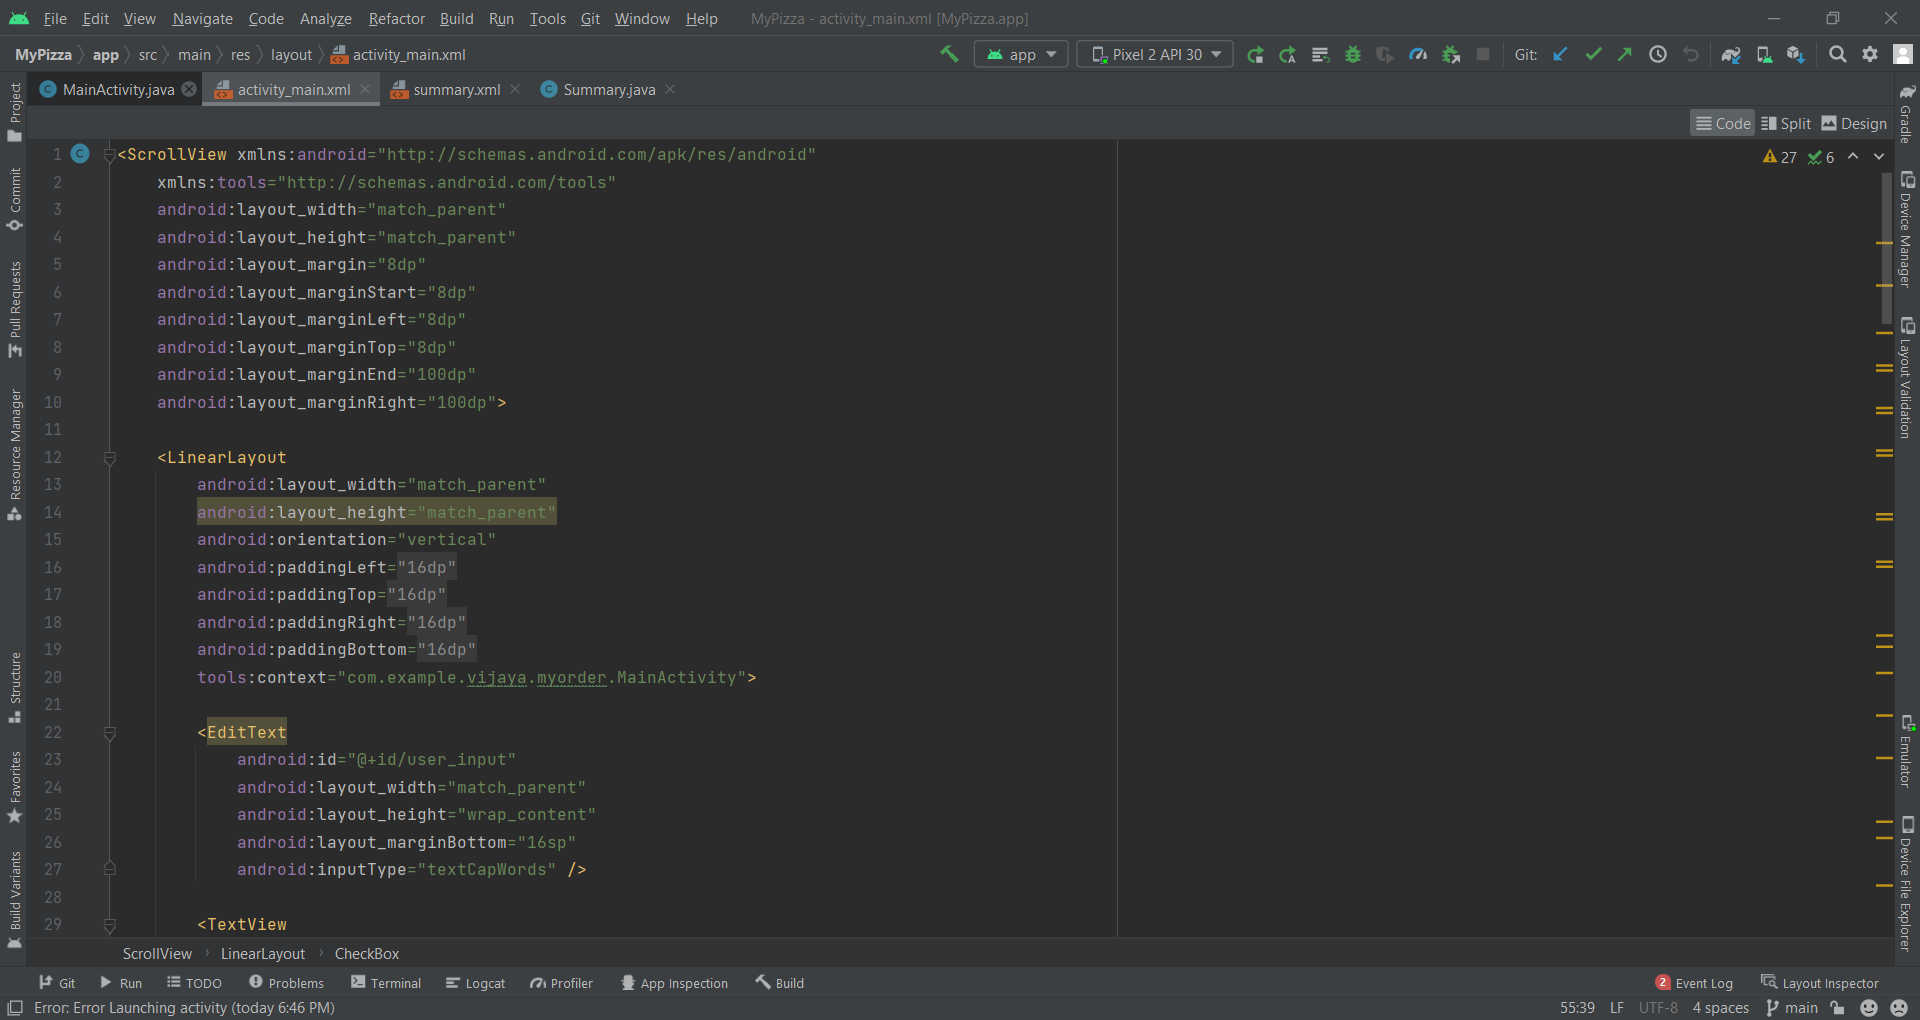 File Edit View Navigate Code Analyze Refactor Build Run Tools Git Window Help MyPizza - activity_main.xml [MyPizza.app]
MyPizza app src main res layout activity_main.xml app Pixel 2 API 30 Git:
MainActivity.java activity_main.xml summary.xml Summary.java
Code Split Design
27 6
1 <ScrollView xmlns:android="http://schemas.android.com/apk/res/android"
2 xmlns:tools="http://schemas.android.com/tools"
3 android:layout_width="match_parent"
4 android:layout_height="match_parent"
5 android:layout_margin="8dp"
6 android:layout_marginStart="8dp"
7 android:layout_marginLeft="8dp"
8 android:layout_marginTop="8dp"
9 android:layout_marginEnd="100dp"
10 android:layout_marginRight="100dp">
11
12 <LinearLayout
13 android:layout_width="match_parent"
14 android:layout_height="match_parent"
15 android:orientation="vertical"
16 android:paddingLeft="16dp"
17 android:paddingTop="16dp"
18 android:paddingRight="16dp"
19 android:paddingBottom="16dp"
20 tools:context="com.example.vijaya.myorder.MainActivity">
21
22 <EditText
23 android:id="@+id/user_input"
24 android:layout_width="match_parent"
25 android:layout_height="wrap_content"
26 android:layout_marginBottom="16sp"
27 android:inputType="textCapWords" />
28
29 <TextView
ScrollView LinearLayout CheckBox
Git Run TODO Problems Terminal Logcat Profiler App Inspection Build 2 Event Log Layout Inspector
Error: Error Launching activity (today 6:46 PM) 55:39 LF UTF-8 4 spaces main
Project
Commit
Pull Requests
Resource Manager
Structure
Favorites
Build Variants
Gradle
Device Manager
Layout Validation
Emulator
Device File Explorer